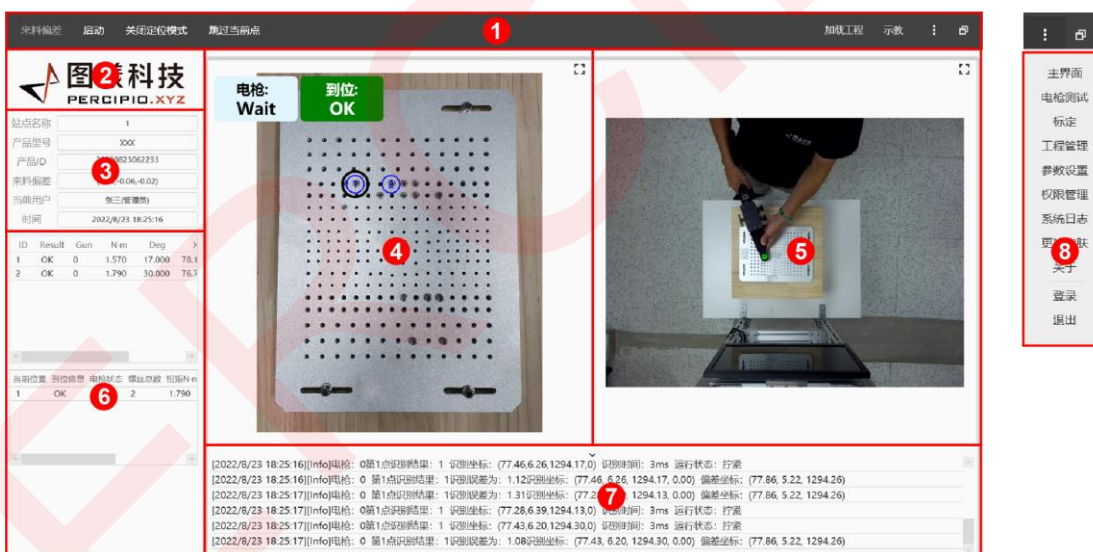 来料偏差 启动 关闭定位模式 跳过当前点 1 加载工程 示教
2 图 科技
PERCIPIO.XYZ
站点名称 1
产品型号 XXX
产品ID 0823062233
来料偏差 -0.06,-0.02)
当前用户 张三(管理员)
时间 2022/8/23 18:25:16
3
ID Result Gun N·m Deg
1 OK 0 1.570 17.000 78.1
2 OK 0 1.790 30.000 76.7
当前位置 到位信息 电枪状态 螺丝总数 扭矩N·m
1 OK 2 1.790
6
电枪:
Wait
到位:
OK
4
5
[2022/8/23 18:25:16][Info]电枪：0第1点识别结果：1 识别坐标：(77.46,6.26,1294.17,0) 识别时间：3ms 运行状态：拧紧
[2022/8/23 18:25:16][Info]电枪：0 第1点识别结果：1识别误差为：1.12识别坐标：(77.46, 6.26, 1294.17, 0.00) 偏差坐标：(77.86, 5.22, 1294.26)
[2022/8/23 18:25:17][Info]电枪：0 第1点识别结果：1识别误差为：1.31识别坐标：(77.2 1294.13, 0.00) 偏差坐标：(77.86, 5.22, 1294.26)
[2022/8/23 18:25:17][Info]电枪：0第1点识别结果：1 识别坐标：(77.28,6.39,1294.13,0) 识别时间：3ms 运行状态：拧紧
[2022/8/23 18:25:17][Info]电枪：0第1点识别结果：1 识别坐标：(77.43,6.20,1294.30,0) 识别时间：3ms 运行状态：拧紧
[2022/8/23 18:25:17][Info]电枪：0 第1点识别结果：1识别误差为：1.08识别坐标：(77.43, 6.20, 1294.30, 0.00) 偏差坐标：(77.86, 5.22, 1294.26)
7
主界面
电枪测试
标定
工程管理
参数设置
权限管理
系统日志
更 肤
8
关于
登录
退出